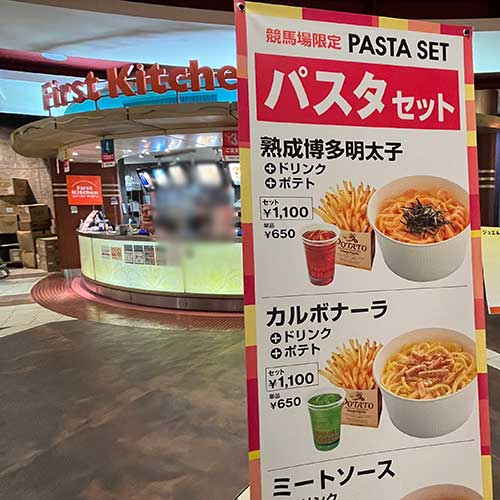 First Kitchen
First
Kitchen
競馬場限定 PASTA SET
パスタセット
熟成博多明太子
+ドリンク
+ポテト
セット
¥1,100
単品
¥650
POTATO
カルボナーラ
+ドリンク
+ポテト
セット
¥1,100
単品
¥650
POTATO
ミートソース